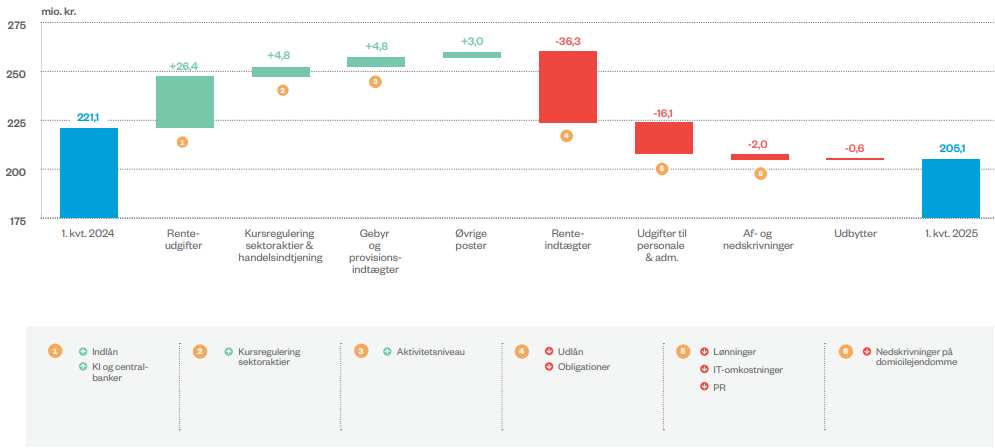 mio. kr.
275
250
225
200
175
221,1
+26,4
+4,8
+4,8
+3,0
-36,3
-16,1
-2,0
-0,6
205,1
1
2
3
4
5
6
1. kvt. 2024
Rente-
udgifter
Kursregulering
sektoraktier &
handelsindtjening
Gebyr
og
provisions-
indtægter
Øvrige
poster
Rente-
indtægter
Udgifter til
personale
& adm.
Af- og
nedskrivninger
Udbytter
1. kvt. 2025
1
Indlån
KI og central-
banker
2
Kursregulering
sektoraktier
3
Aktivitetsniveau
4
Udlån
Obligationer
5
Lønninger
IT-omkostninger
PR
6
Nedskrivninger på
domicilejendomme